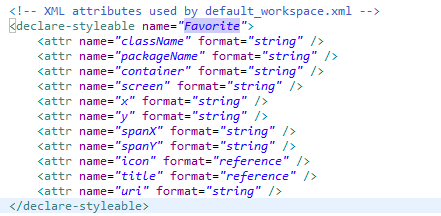 <!-- XML attributes used by default_workspace.xml -->
<declare-styleable name="Favorite">
<attr name="className" format="string" />
<attr name="packageName" format="string" />
<attr name="container" format="string" />
<attr name="screen" format="string" />
<attr name="x" format="string" />
<attr name="y" format="string" />
<attr name="spanX" format="string" />
<attr name="spanY" format="string" />
<attr name="icon" format="reference" />
<attr name="title" format="reference" />
<attr name="uri" format="string" />
</declare-styleable>